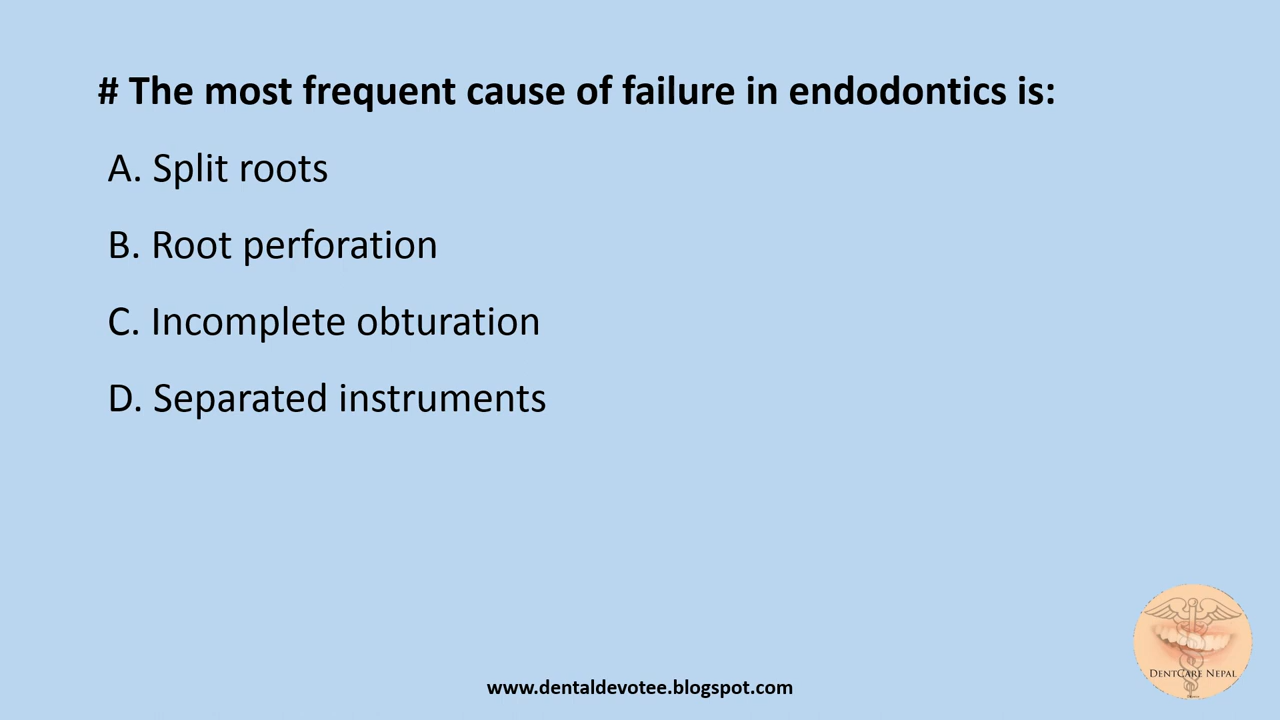 # The most frequent cause of failure in endodontics is:
A. Split roots
B. Root perforation
C. Incomplete obturation
D. Separated instruments
DentCare Nepal
www.dentaldevotee.blogspot.com